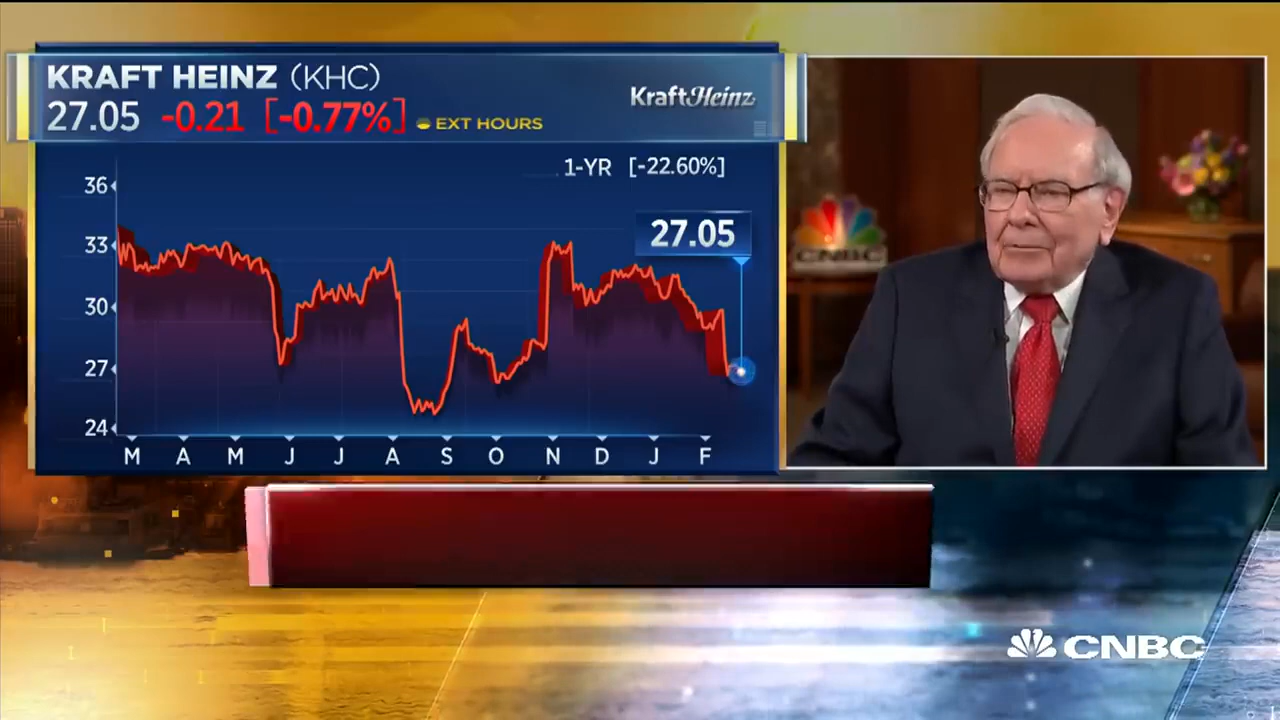 KRAFT HEINZ (KHC)
27.05 -0.21 [-0.77%] EXT HOURS
KraftHeinz
1-YR [-22.60%]
27.05
36
33
30
27
24
M A M J J A S O N D J F
CNBC
CNBC